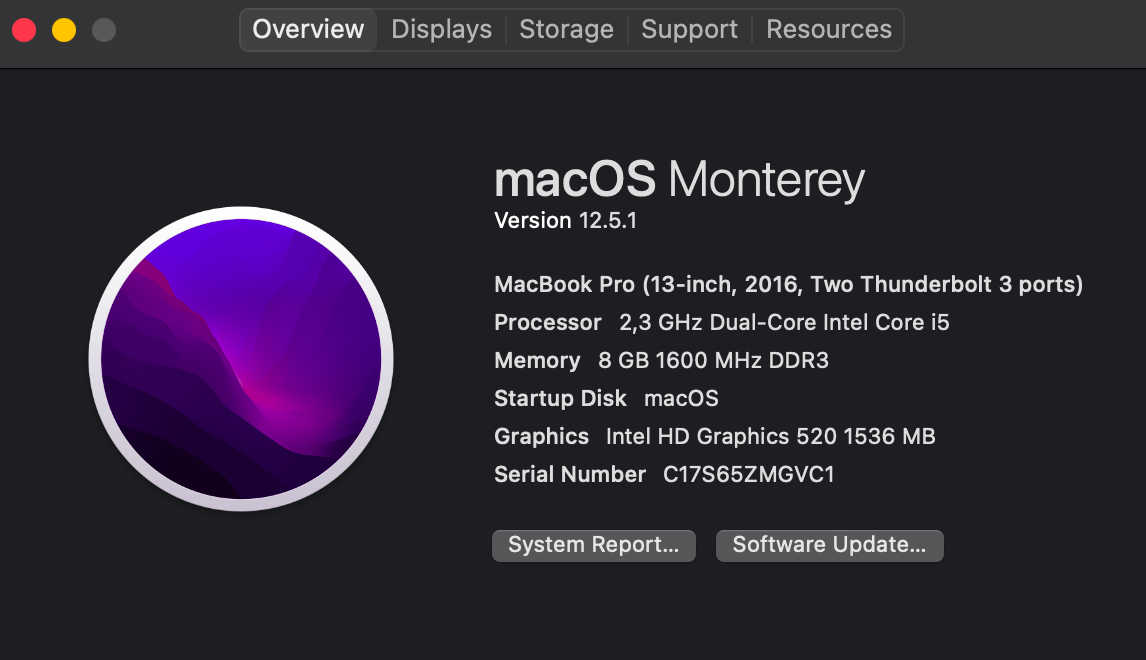 Overview Displays Storage Support Resources
macOS Monterey
Version 12.5.1
MacBook Pro (13-inch, 2016, Two Thunderbolt 3 ports)
Processor 2,3 GHz Dual-Core Intel Core i5
Memory 8 GB 1600 MHz DDR3
Startup Disk macOS
Graphics Intel HD Graphics 520 1536 MB
Serial Number C17S65ZMGVC1
System Report... Software Update...